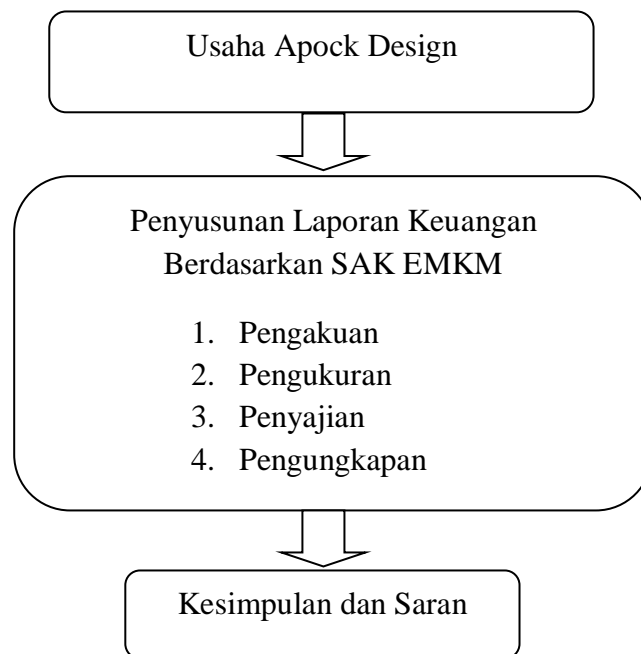 Usaha Apock Design
Penyusunan Laporan Keuangan
Berdasarkan SAK EMKM
1. Pengakuan
2. Pengukuran
3. Penyajian
4. Pengungkapan
Kesimpulan dan Saran